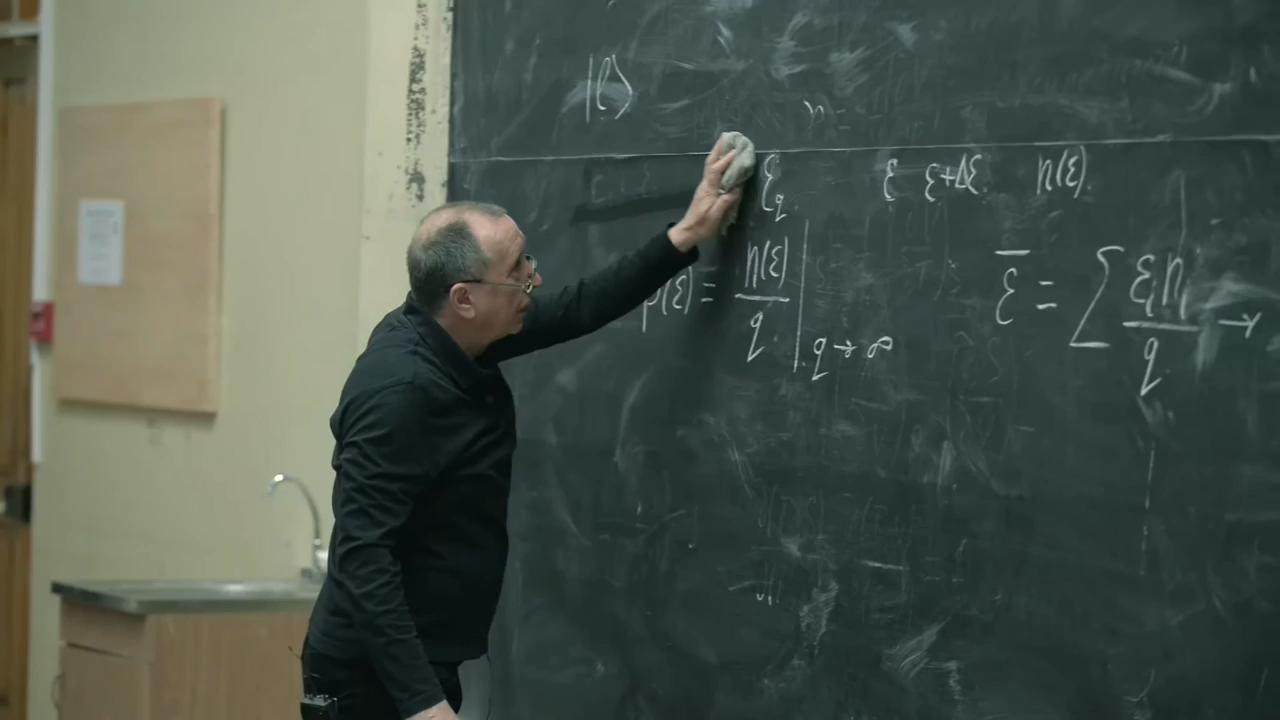 |ℓ⟩
n
ε_q ε ε+Δε n(ε)
p(ε) = n(ε)/q |_{q→∞} ε̅ = ∑ ε_i n_i / q →